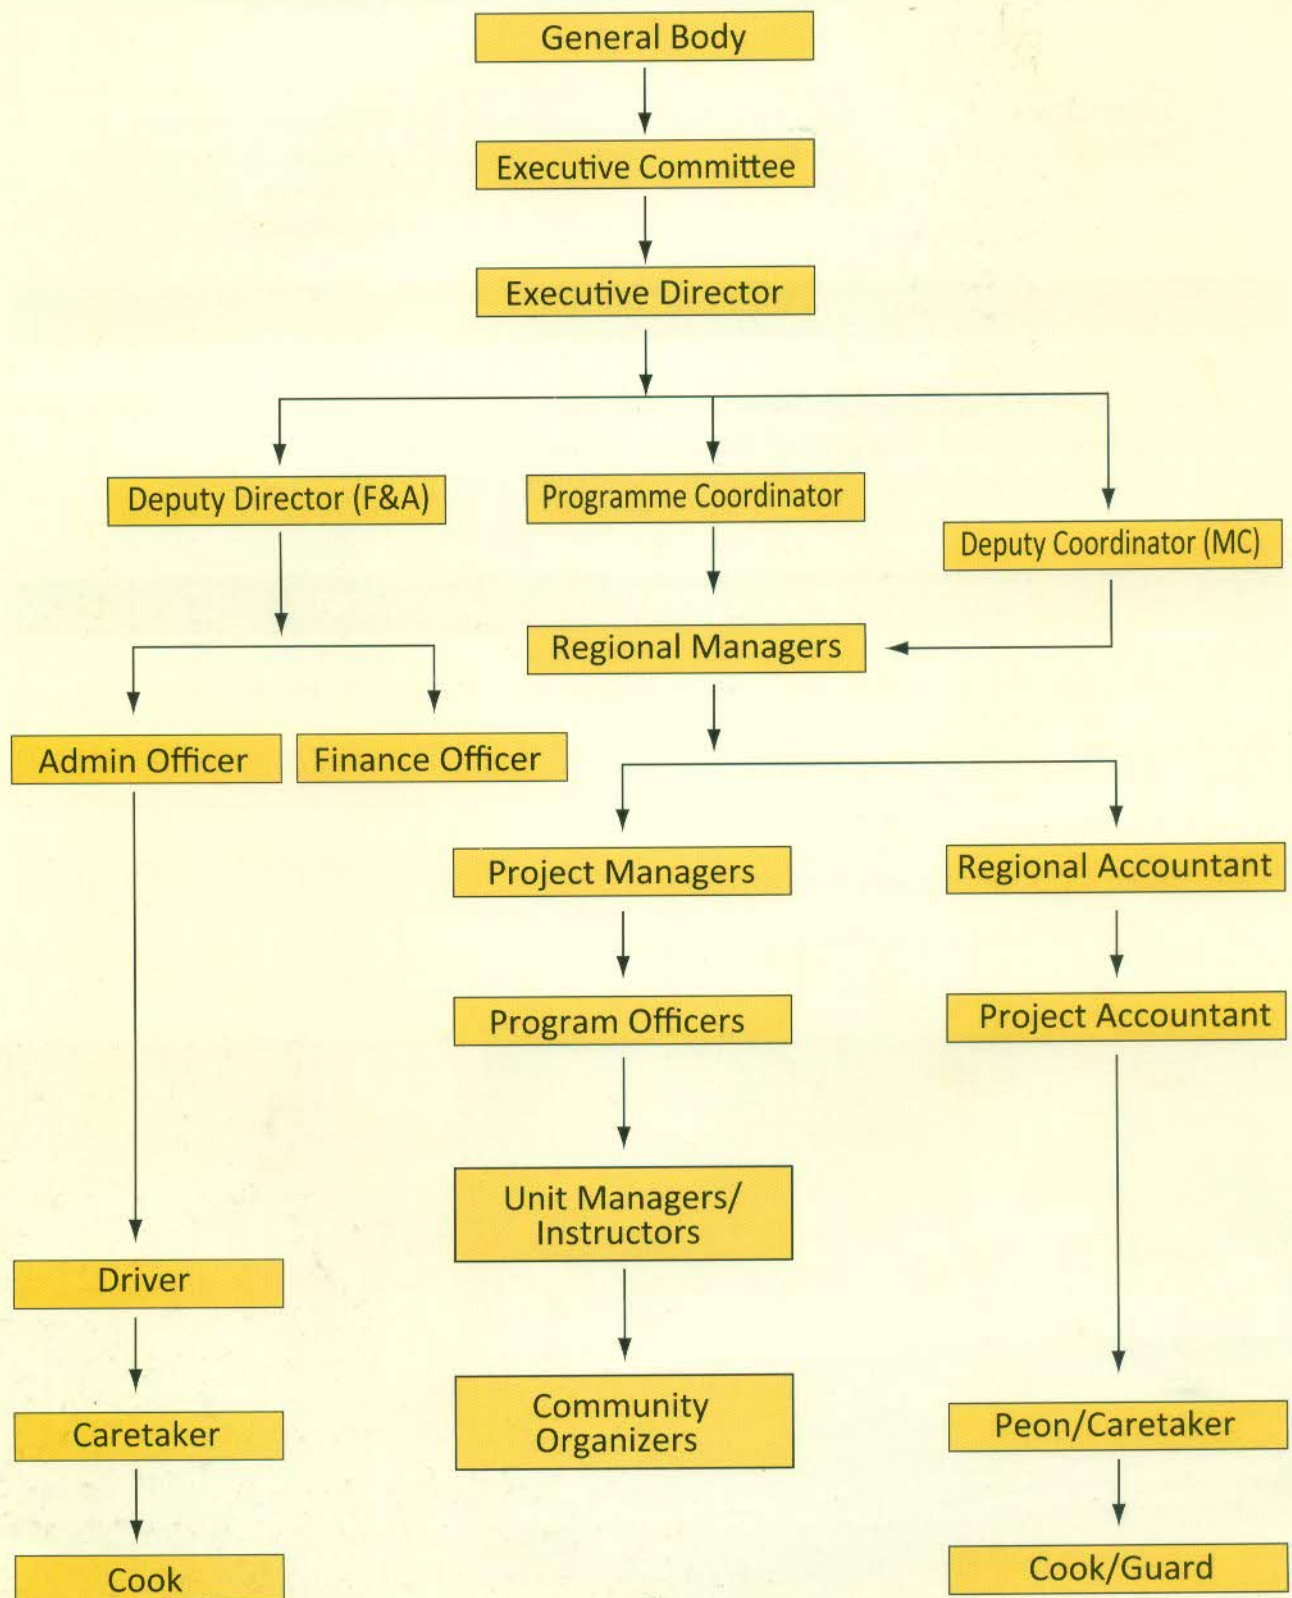 General Body
Executive Committee
Executive Director
Deputy Director (F&A)
Programme Coordinator
Deputy Coordinator (MC)
Regional Managers
Admin Officer
Finance Officer
Project Managers
Regional Accountant
Program Officers
Project Accountant
Unit Managers/
Instructors
Driver
Community
Organizers
Caretaker
Peon/Caretaker
Cook
Cook/Guard